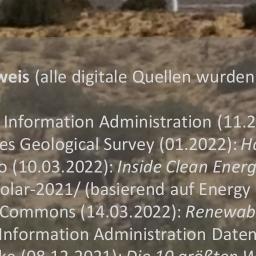 weis (alle digitale Quellen wurden
Information Administration (11.2
es Geological Survey (01.2022): Ha
o (10.03.2022): Inside Clean Energ
olar-2021/ (basierend auf Energy
Commons (14.03.2022): Renewab
Information Administration Daten
(08.12.2021): Die 10 größten W